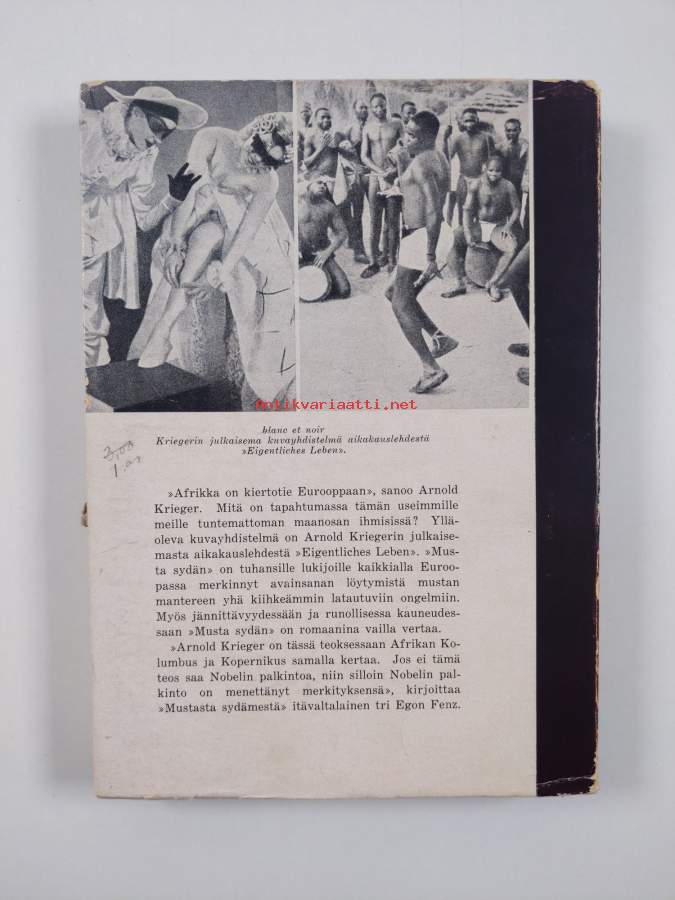 Antikvariaatti.net
blanc et noir
Kriegerin julkaisema kuvayhdistelmä aikakauslehdestä
»Eigentliches Leben».
3,00
»Afrikka on kiertotie Eurooppaan», sanoo Arnold
Krieger. Mitä on tapahtumassa tämän useimmille
meille tuntemattoman maanosan ihmisissä? Yllä-
oleva kuvayhdistelmä on Arnold Kriegerin julkaise-
masta aikakauslehdestä »Eigentliches Leben». »Mus-
ta sydän» on tuhansille lukijoille kaikkialla Euroo-
passa merkinnyt avainsanan löytymistä mustan
mantereen yhä kiihkeämmin latautuviin ongelmiin.
Myös jännittävyydessään ja runollisessa kauneudes-
saan »Musta sydän» on romaanina vailla vertaa.
»Arnold Krieger on tässä teoksessaan Afrikan Ko-
lumbus ja Kopernikus samalla kertaa. Jos ei tämä
teos saa Nobelin palkintoa, niin silloin Nobelin pal-
kinto on menettänyt merkityksensä», kirjoittaa
»Mustasta sydämestä» itävaltalainen tri Egon Fenz.